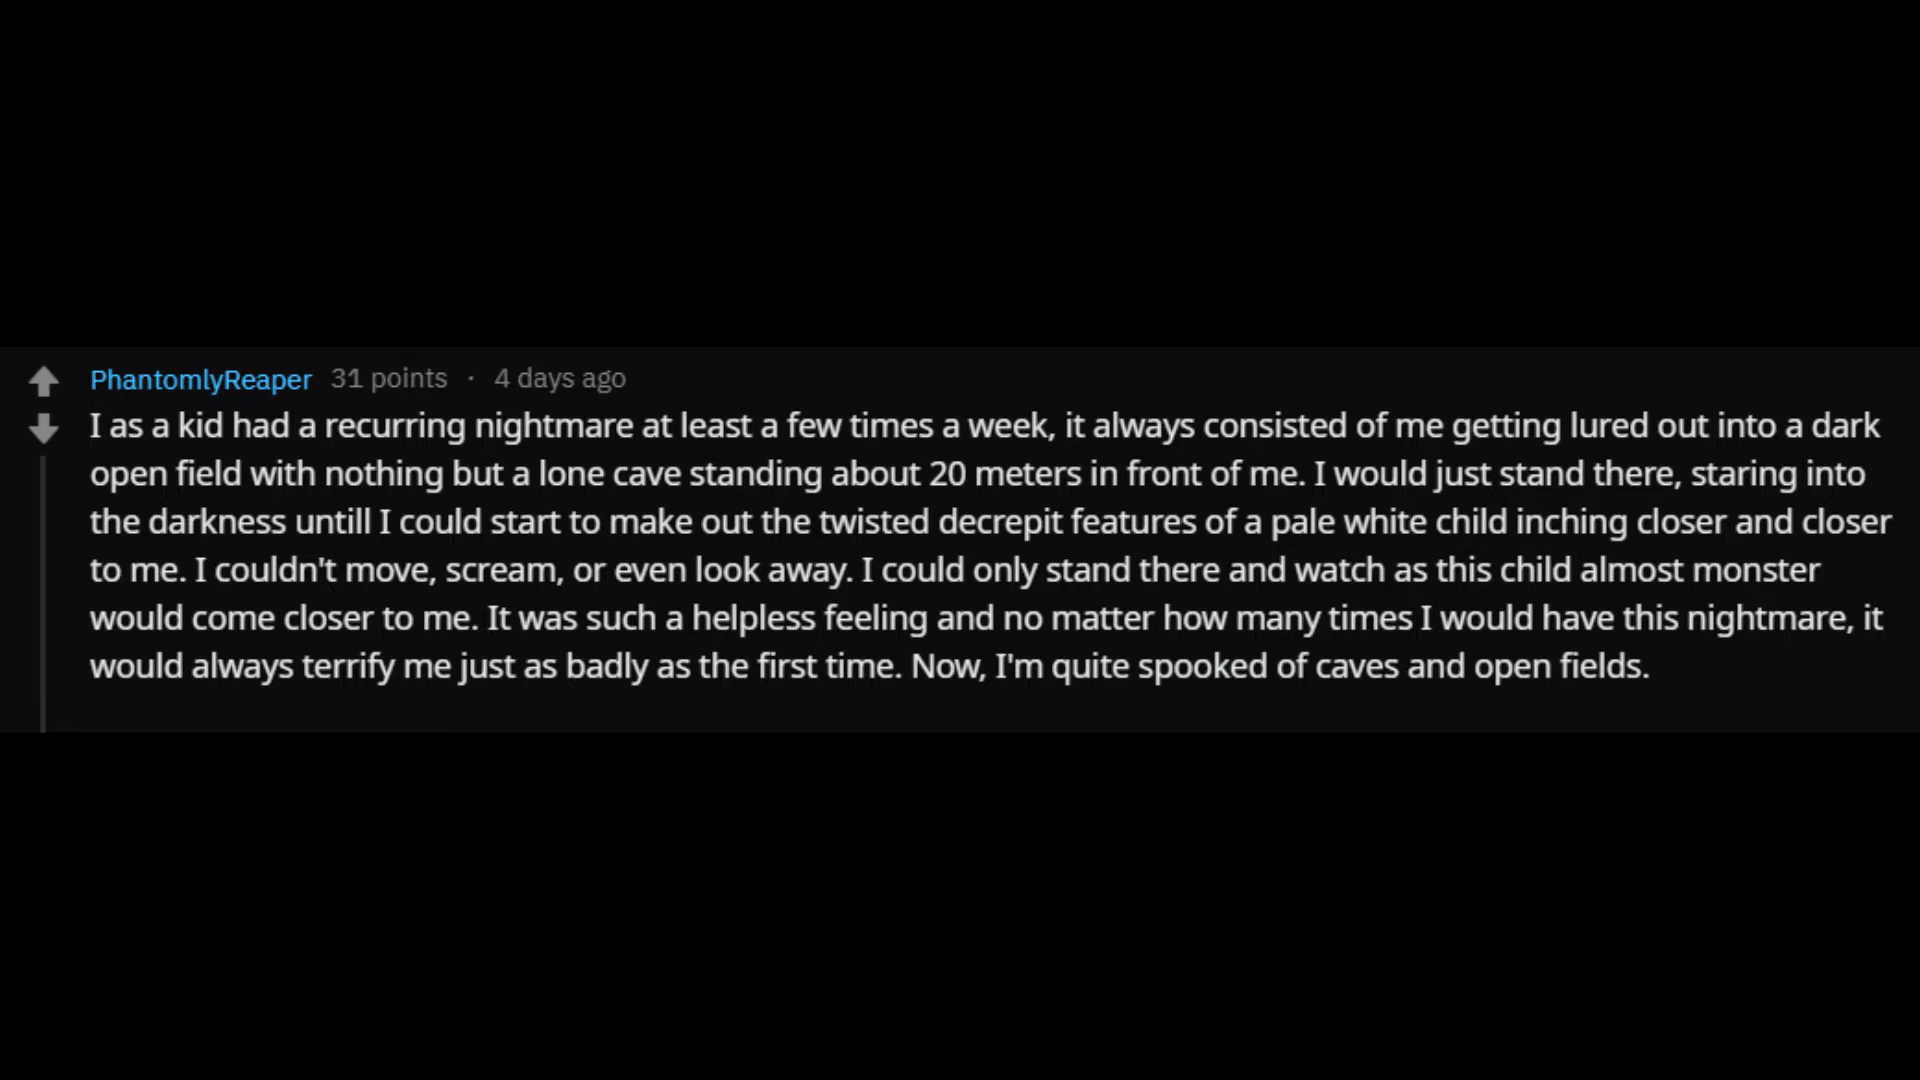 PhantomlyReaper 31 points · 4 days ago
I as a kid had a recurring nightmare at least a few times a week, it always consisted of me getting lured out into a dark
open field with nothing but a lone cave standing about 20 meters in front of me. I would just stand there, staring into
the darkness untill I could start to make out the twisted decrepit features of a pale white child inching closer and closer
to me. I couldn't move, scream, or even look away. I could only stand there and watch as this child almost monster
would come closer to me. It was such a helpless feeling and no matter how many times I would have this nightmare, it
would always terrify me just as badly as the first time. Now, I'm quite spooked of caves and open fields.